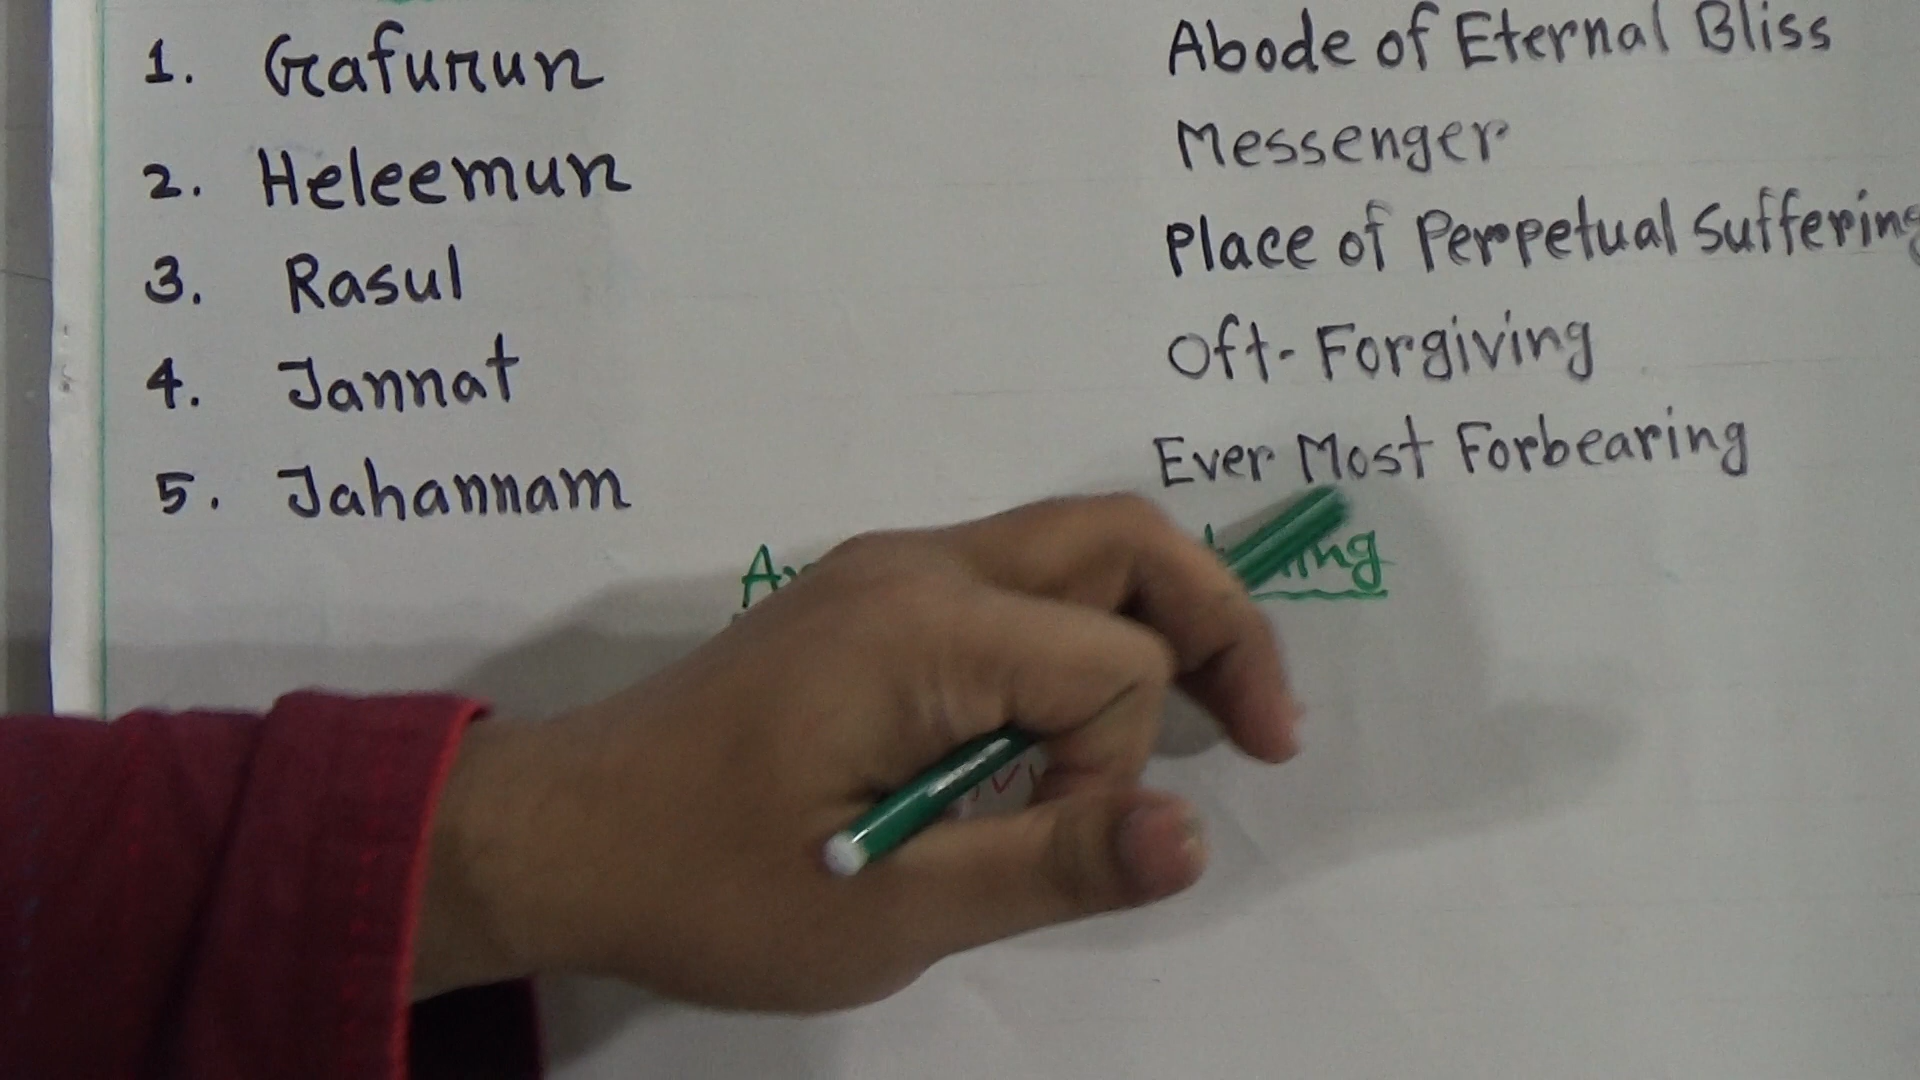 1. Gafurun Abode of Eternal Bliss
2. Heleemun Messenger
3. Rasul Place of Perpetual Suffering
4. Jannat Oft-Forgiving
5. Jahannam Ever Most Forbearing